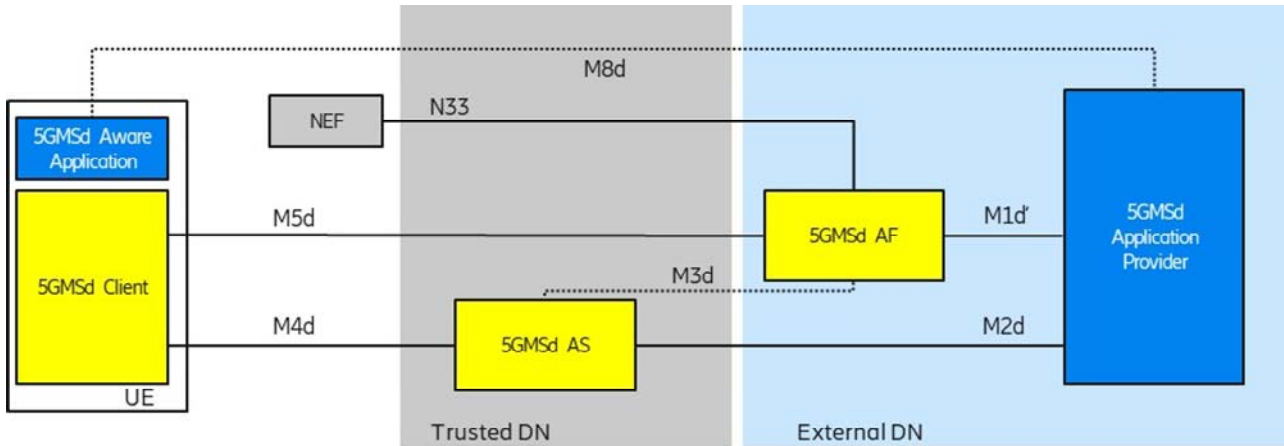 M8d
N33
NEF
5GMSd Aware
Application
M5d
5GMSd AF
M1d'
5GMSd
Application
Provider
5GMSd Client
M3d
M4d
5GMSd AS
M2d
UE
Trusted DN
External DN